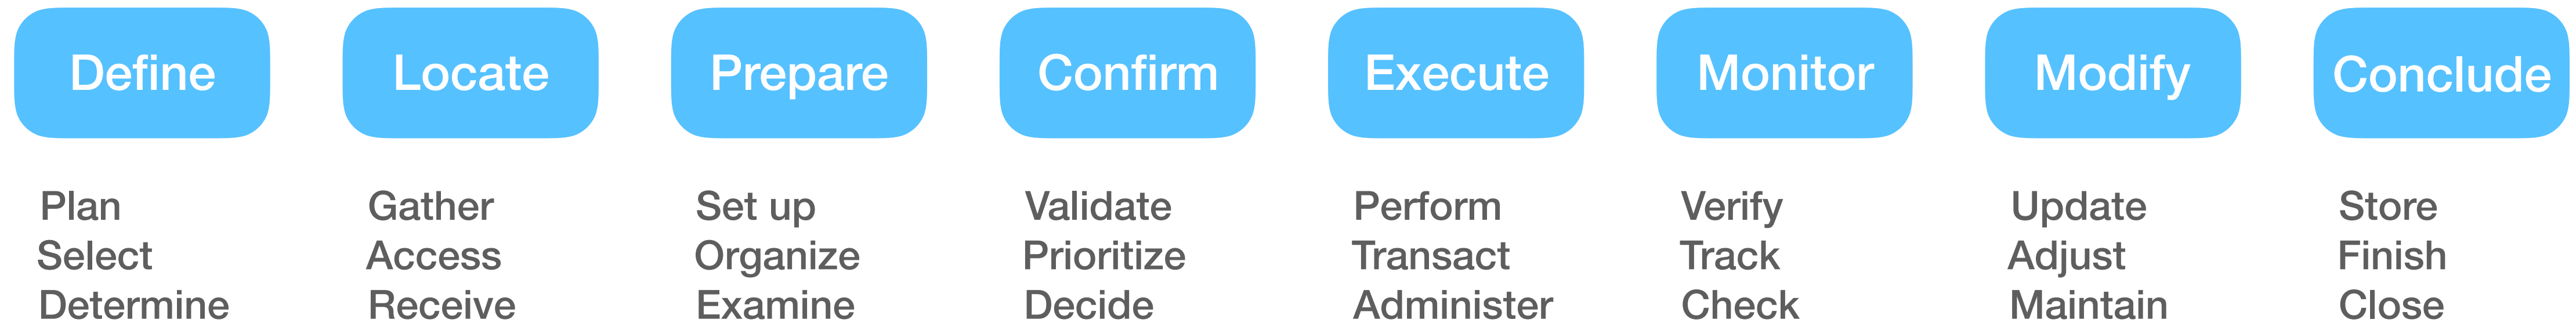 Define
Locate
Prepare
Confirm
Execute
Monitor
Modify
Conclude
Plan
Select
Determine
Gather
Access
Receive
Set up
Organize
Examine
Validate
Prioritize
Decide
Perform
Transact
Administer
Verify
Track
Check
Update
Adjust
Maintain
Store
Finish
Close